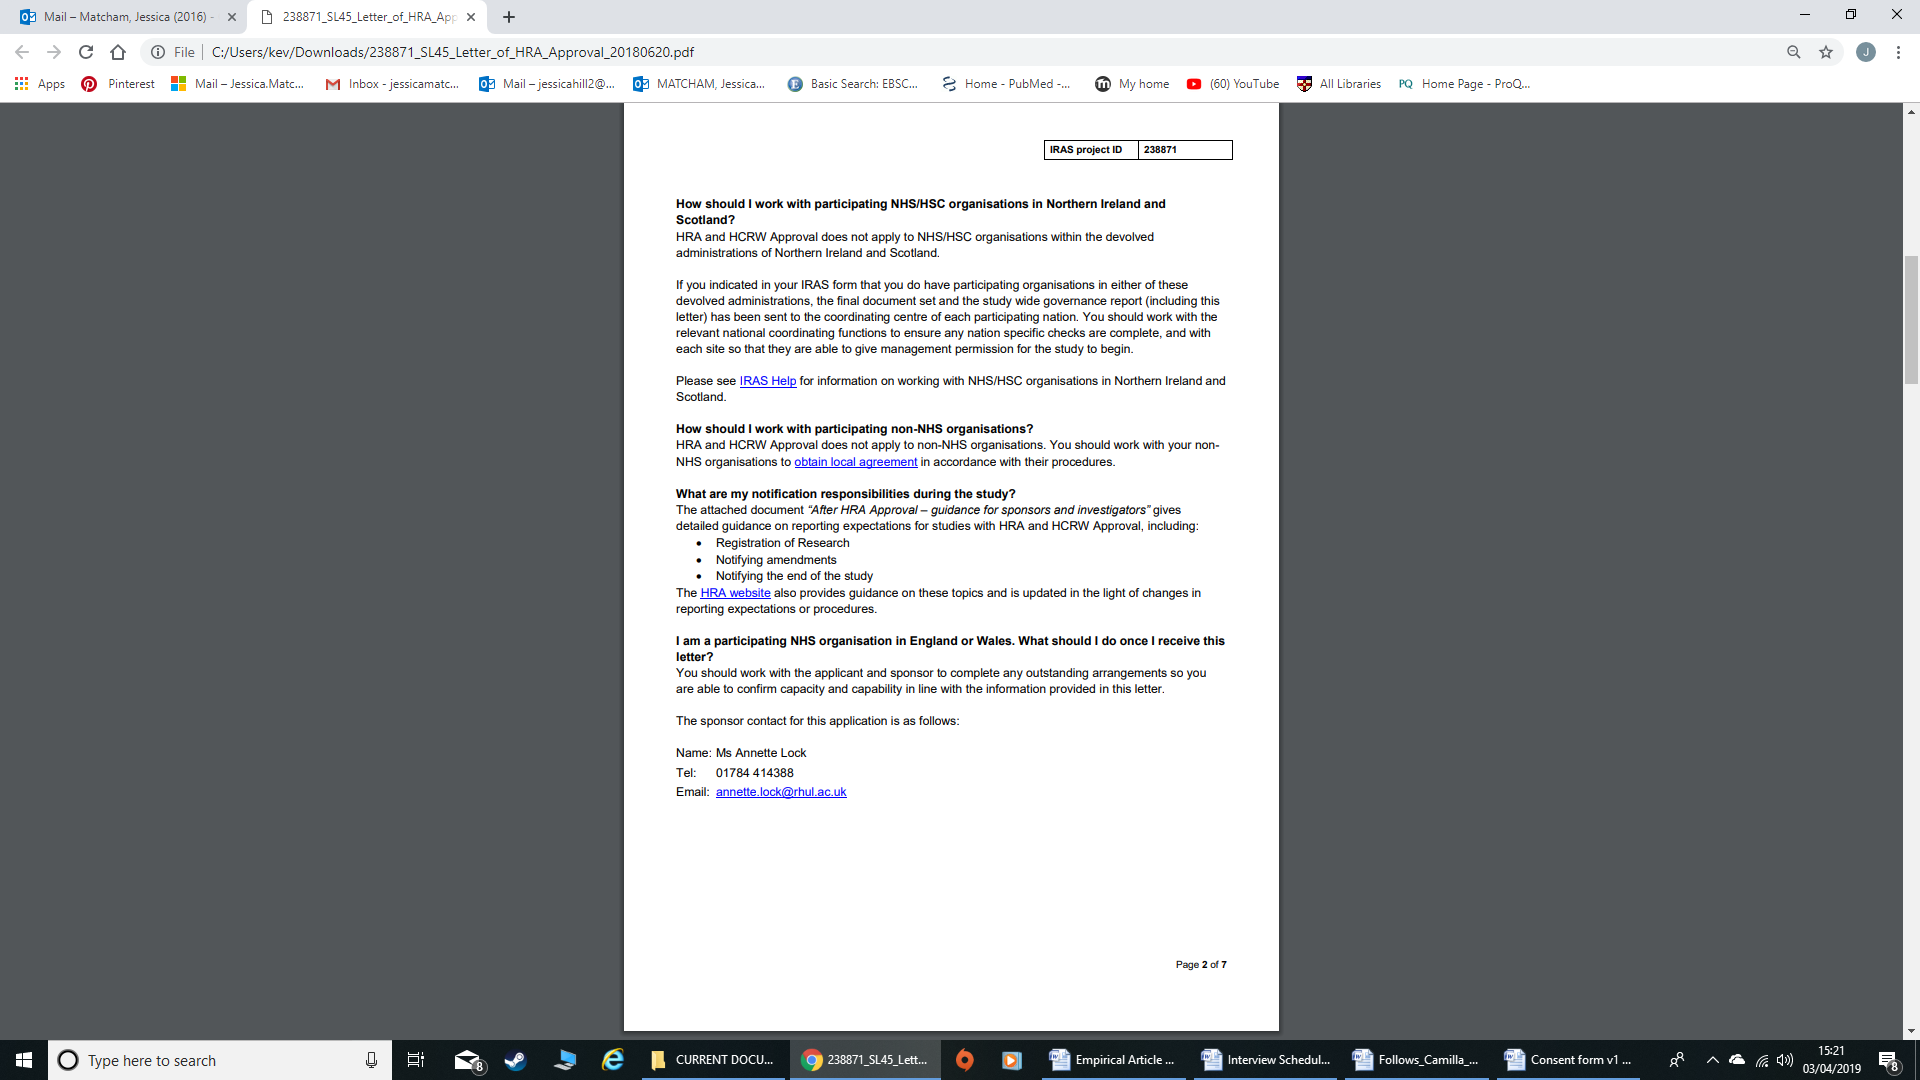 Mail – Matcham, Jessica (2016) -
238871_SL45_Letter_of_HRA_App
File
C:/Users/kev/Downloads/238871_SL45_Letter_of_HRA_Approval_20180620.pdf
J
Apps
Pinterest
Mail – Jessica.Matc...
Inbox - jessicamatc...
Mail – jessicahill2@...
MATCHAM, Jessica...
Basic Search: EBSC...
Home - PubMed -...
My home
(60) YouTube
All Libraries
PQ Home Page - ProQ...
IRAS project ID 238871
How should I work with participating NHS/HSC organisations in Northern Ireland and
Scotland?
HRA and HCRW Approval does not apply to NHS/HSC organisations within the devolved
administrations of Northern Ireland and Scotland.
If you indicated in your IRAS form that you do have participating organisations in either of these
devolved administrations, the final document set and the study wide governance report (including this
letter) has been sent to the coordinating centre of each participating nation. You should work with the
relevant national coordinating functions to ensure any nation specific checks are complete, and with
each site so that they are able to give management permission for the study to begin.
Please see IRAS Help for information on working with NHS/HSC organisations in Northern Ireland and
Scotland.
How should I work with participating non-NHS organisations?
HRA and HCRW Approval does not apply to non-NHS organisations. You should work with your non-
NHS organisations to obtain local agreement in accordance with their procedures.
What are my notification responsibilities during the study?
The attached document “After HRA Approval – guidance for sponsors and investigators” gives
detailed guidance on reporting expectations for studies with HRA and HCRW Approval, including:
• Registration of Research
• Notifying amendments
• Notifying the end of the study
The HRA website also provides guidance on these topics and is updated in the light of changes in
reporting expectations or procedures.
I am a participating NHS organisation in England or Wales. What should I do once I receive this
letter?
You should work with the applicant and sponsor to complete any outstanding arrangements so you
are able to confirm capacity and capability in line with the information provided in this letter.
The sponsor contact for this application is as follows:
Name: Ms Annette Lock
Tel: 01784 414388
Email: annette.lock@rhul.ac.uk
Page 2 of 7
Type here to search
8
CURRENT DOCU...
238871_SL45_Lett...
Empirical Article ...
Interview Schedul...
Follows_Camilla_...
Consent form v1 ...
15:21
03/04/2019
8